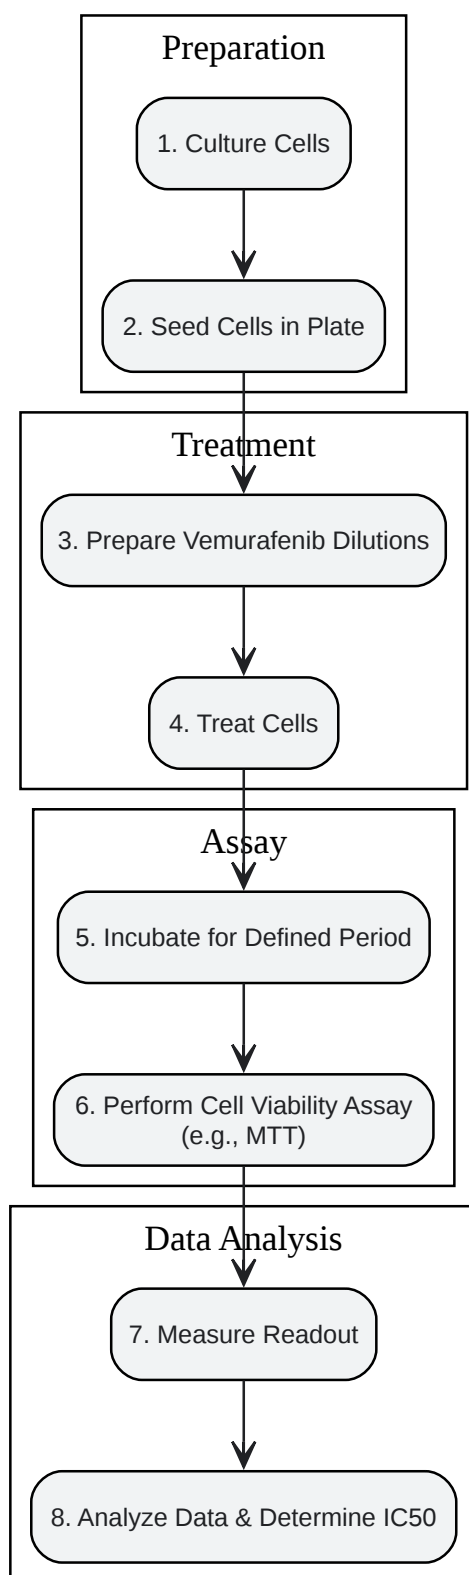 Preparation
1. Culture Cells
2. Seed Cells in Plate
Treatment
3. Prepare Vemurafenib Dilutions
4. Treat Cells
Assay
5. Incubate for Defined Period
6. Perform Cell Viability Assay
(e.g., MTT)
Data Analysis
7. Measure Readout
8. Analyze Data & Determine IC50